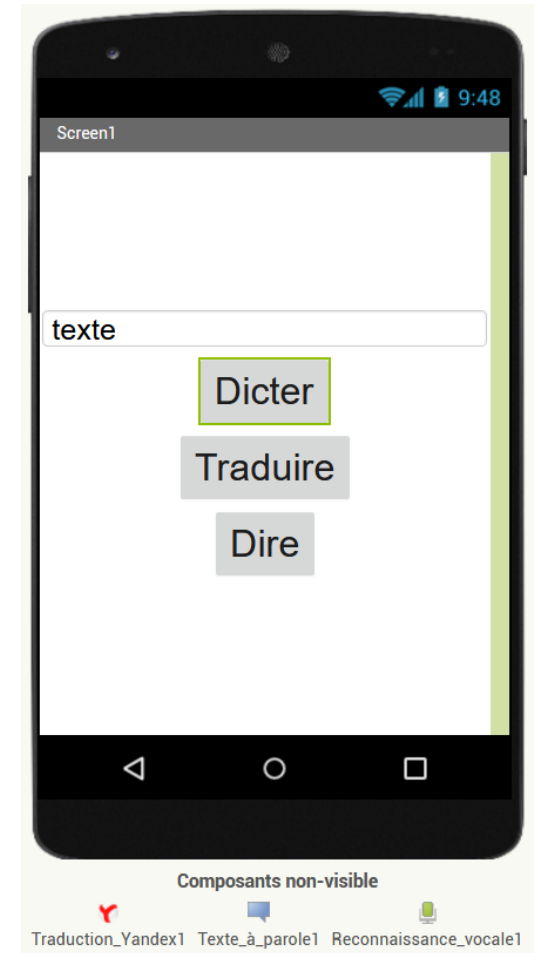 9:48
Screen1
texte
Dicter
Traduire
Dire
Composants non-visible
Traduction_Yandex1 Texte_à_parole1 Reconnaissance_vocale1